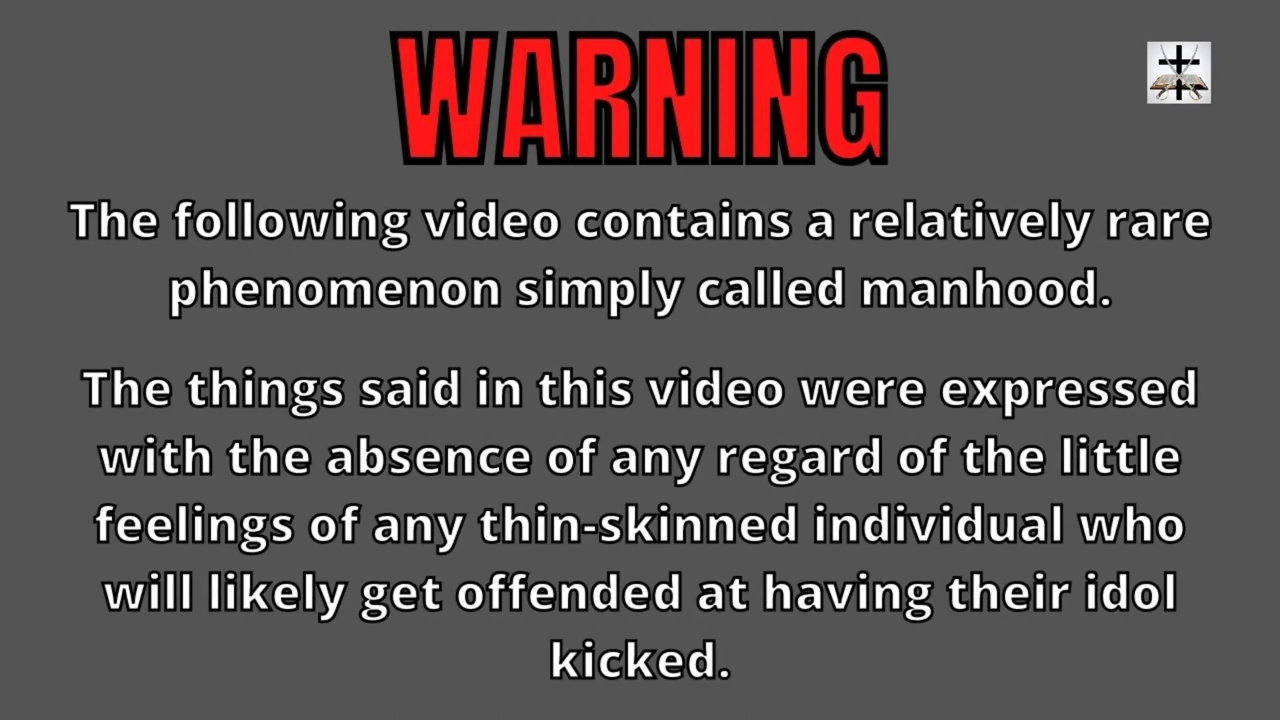 WARNING
The following video contains a relatively rare
phenomenon simply called manhood.
The things said in this video were expressed
with the absence of any regard of the little
feelings of any thin-skinned individual who
will likely get offended at having their idol
kicked.